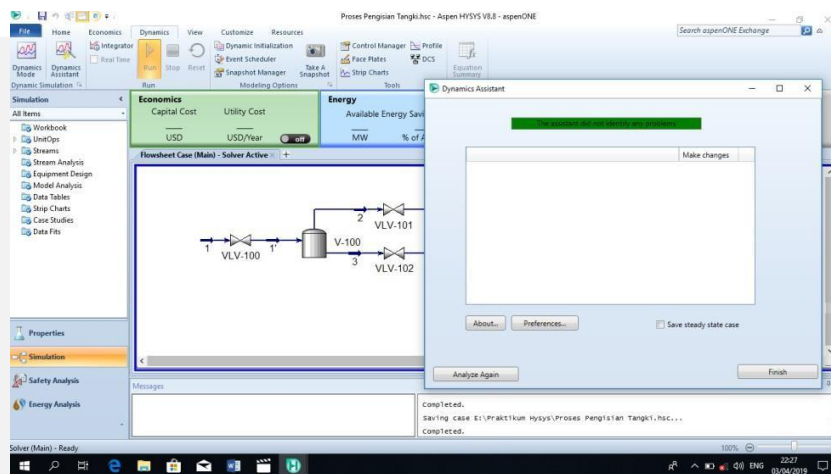 Proses Pengisian Tangki.hsc - Aspen HYSYS V8.8 - aspenONE
File Home Economics Dynamics View Customize Resources
Search aspenONE Exchange
Dynamics Mode
Dynamics Assistant
Integrator
Real Time
Dynamic Simulation
Run Stop Reset
Run
Dynamic Initialization
Event Scheduler
Snapshot Manager
Take A Snapshot
Modeling Options
Control Manager
Face Plates
Strip Charts
Profile
DCS
Tools
Equation Summary
Simulation
All Items
Workbook
UnitOps
Streams
Stream Analysis
Equipment Design
Model Analysis
Data Tables
Strip Charts
Case Studies
Data Fits
Properties
Simulation
Safety Analysis
Energy Analysis
Economics
Capital Cost Utility Cost
USD USD/Year off
Energy
Available Energy Savi
MW % of A
Flowsheet Case (Main) - Solver Active
1
VLV-100
1'
V-100
2
VLV-101
3
VLV-102
Dynamics Assistant
The assistant did not identify any problems.
Make changes
About...
Preferences...
Save steady state case
Analyze Again
Finish
Messages
Completed.
Saving case E:\Praktikum Hysys\Proses Pengisian Tangki.hsc...
Completed.
Solver (Main) - Ready
100%
ENG
22:27
03/04/2019